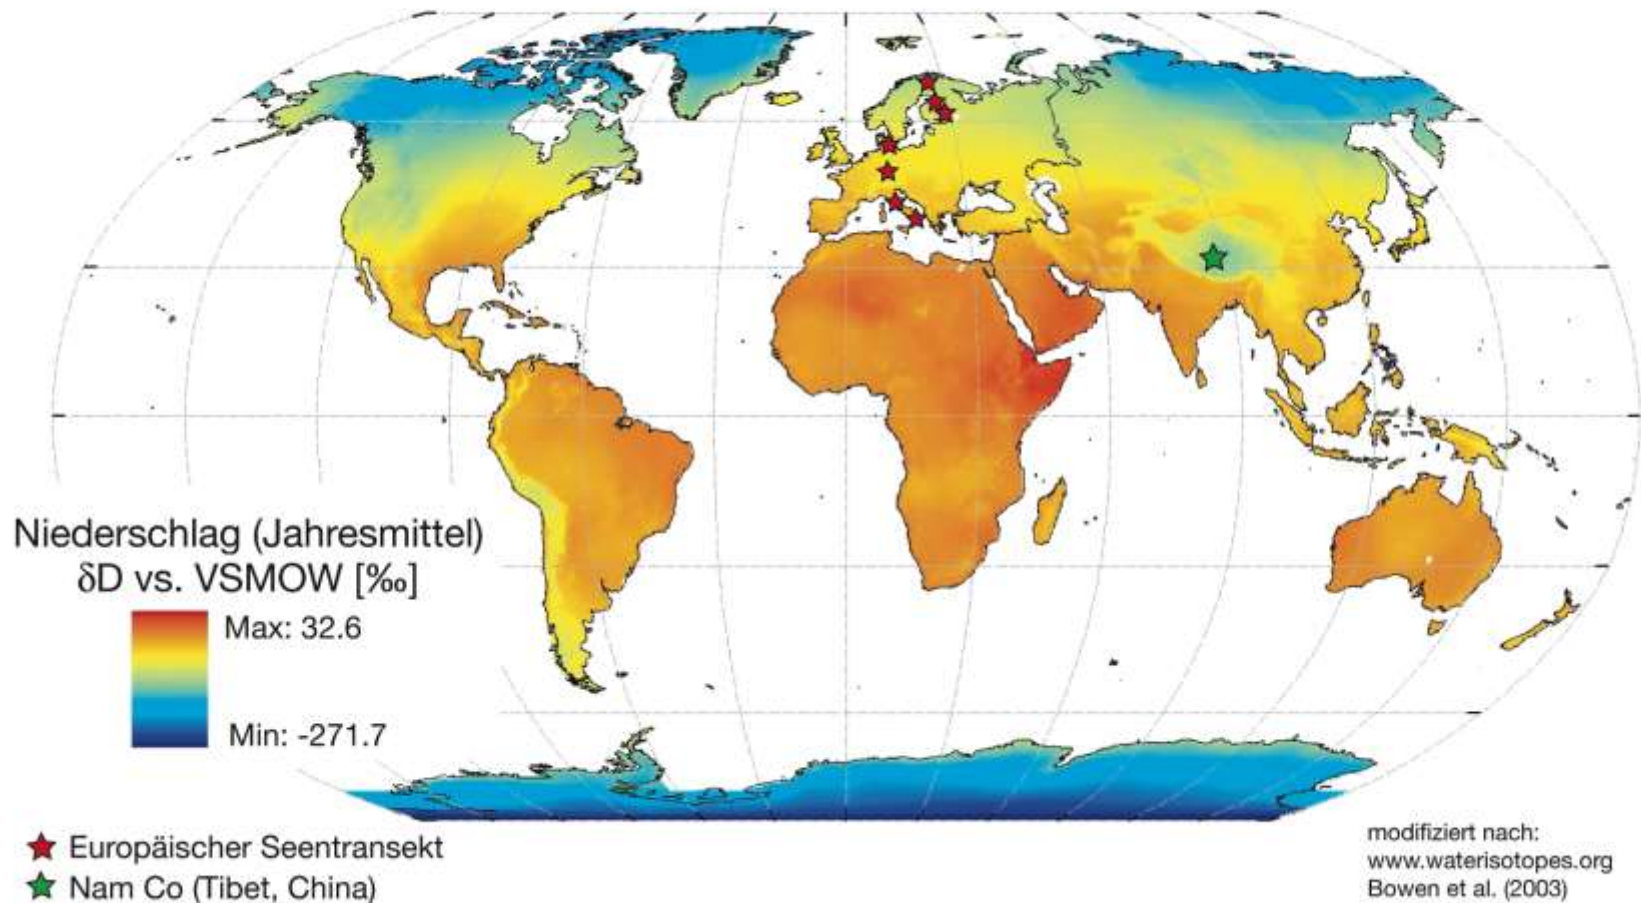 Niederschlag (Jahresmittel)
δD vs. VSMOW [‰]
Max: 32.6
Min: -271.7
Europäischer Seentransekt
Nam Co (Tibet, China)
modifiziert nach:
www.waterisotopes.org
Bowen et al. (2003)